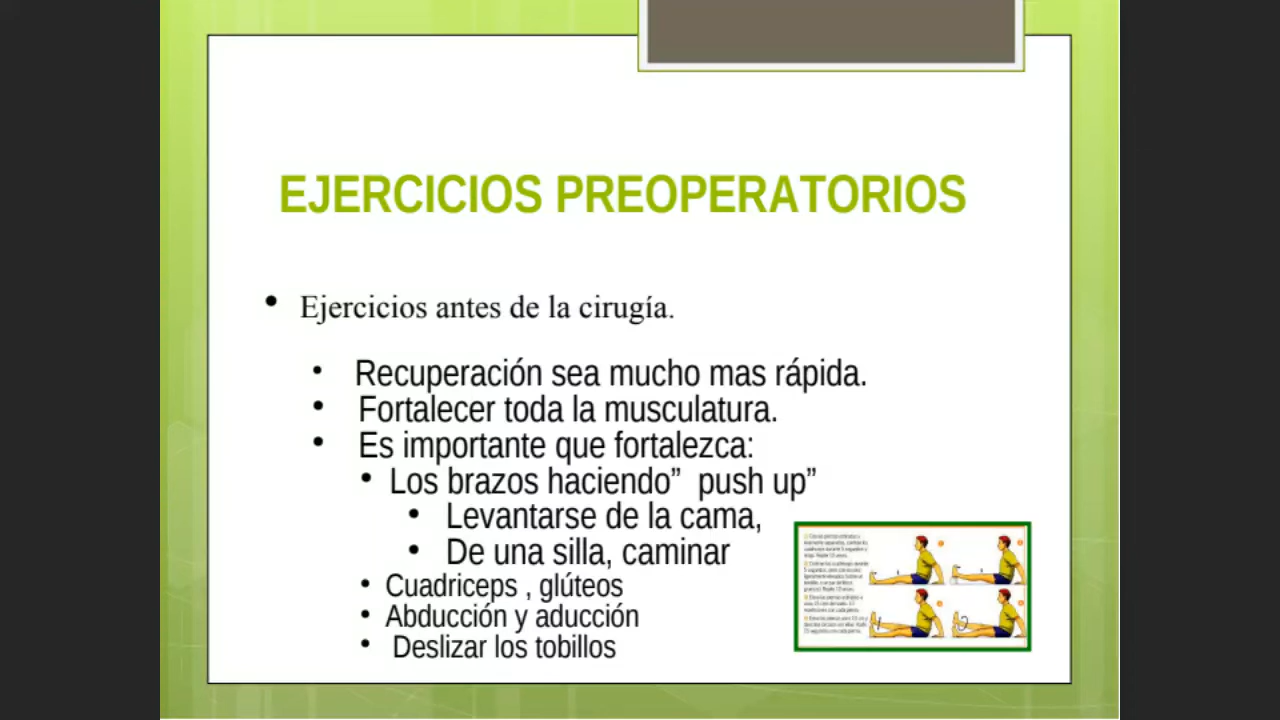 EJERCICIOS PREOPERATORIOS
• Ejercicios antes de la cirugía.
• Recuperación sea mucho mas rápida.
• Fortalecer toda la musculatura.
• Es importante que fortalezca:
• Los brazos haciendo” push up”
• Levantarse de la cama,
• De una silla, caminar
• Cuadriceps , glúteos
• Abducción y aducción
• Deslizar los tobillos